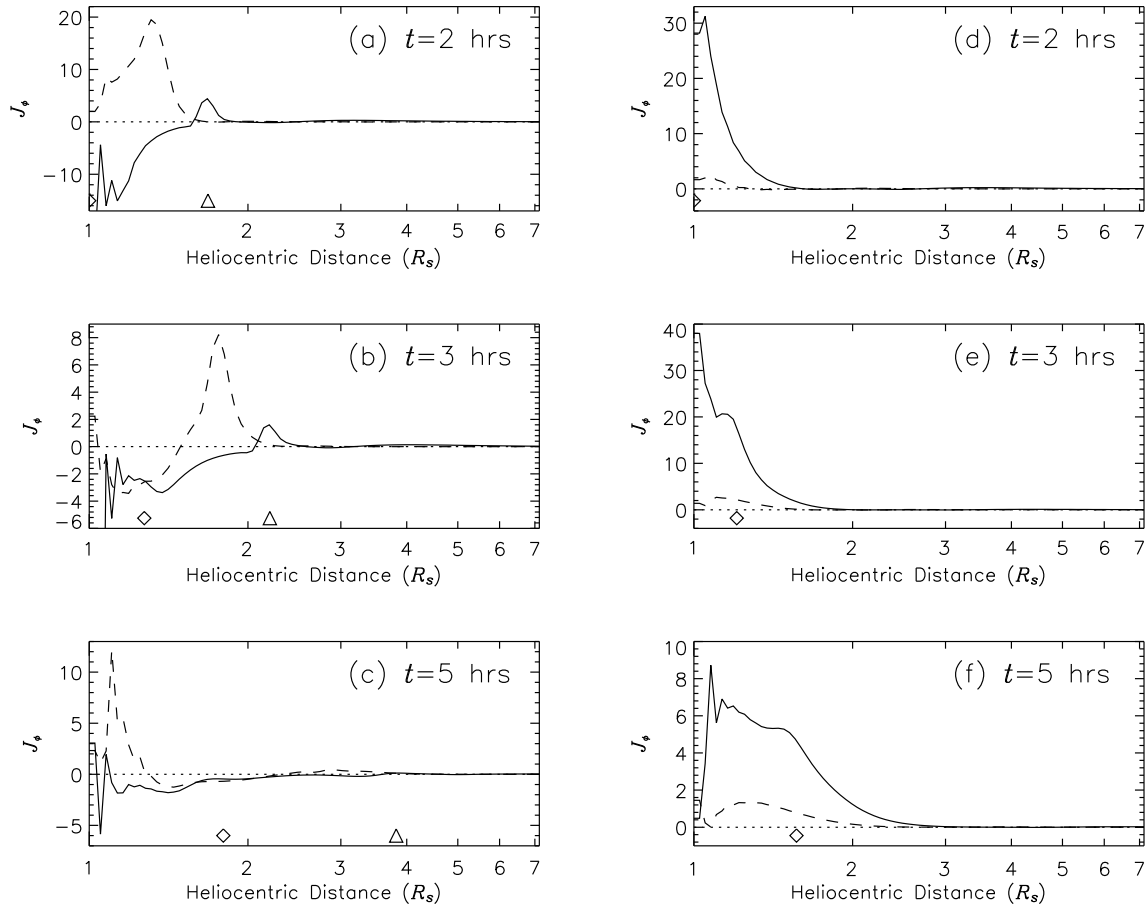 (a) t=2 hrs
20
10
0
-10
J_ϕ
1 2 3 4 5 6 7
Heliocentric Distance (R_s)
(d) t=2 hrs
30
20
10
0
J_ϕ
1 2 3 4 5 6 7
Heliocentric Distance (R_s)
(b) t=3 hrs
8
6
4
2
0
-2
-4
-6
J_ϕ
1 2 3 4 5 6 7
Heliocentric Distance (R_s)
(e) t=3 hrs
40
30
20
10
0
J_ϕ
1 2 3 4 5 6 7
Heliocentric Distance (R_s)
(c) t=5 hrs
10
5
0
-5
J_ϕ
1 2 3 4 5 6 7
Heliocentric Distance (R_s)
(f) t=5 hrs
10
8
6
4
2
0
J_ϕ
1 2 3 4 5 6 7
Heliocentric Distance (R_s)